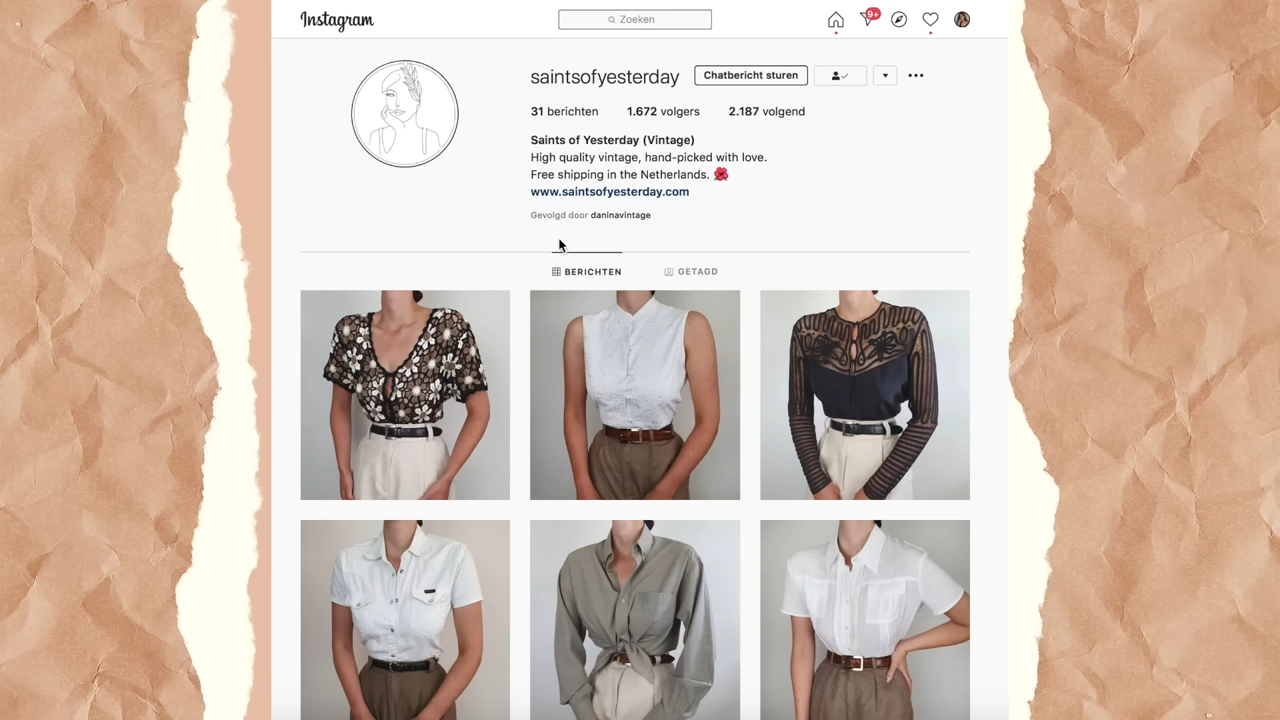 Instagram
Zoeken
9+
saintsofyesterday
Chatbericht sturen
31 berichten 1.672 volgers 2.187 volgend
Saints of Yesterday (Vintage)
High quality vintage, hand-picked with love.
Free shipping in the Netherlands. 🌺
www.saintsofyesterday.com
Gevolgd door daninavintage
BERICHTEN
GETAGD